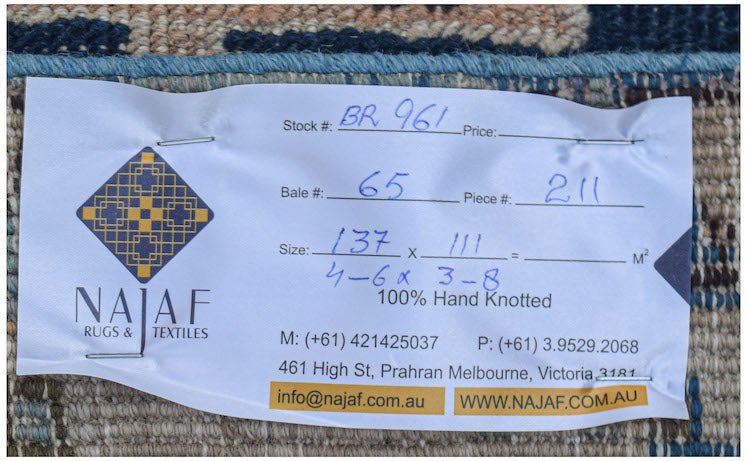 Stock #: BR 961 Price:
Bale #: 65 Piece #: 211
Size: 137 x 111 = M²
4-6 x 3-8
100% Hand Knotted
NAJAF
RUGS & TEXTILES
M: (+61) 421425037 P: (+61) 3.9529.2068
461 High St, Prahran Melbourne, Victoria 3181
info@najaf.com.au WWW.NAJAF.COM.AU